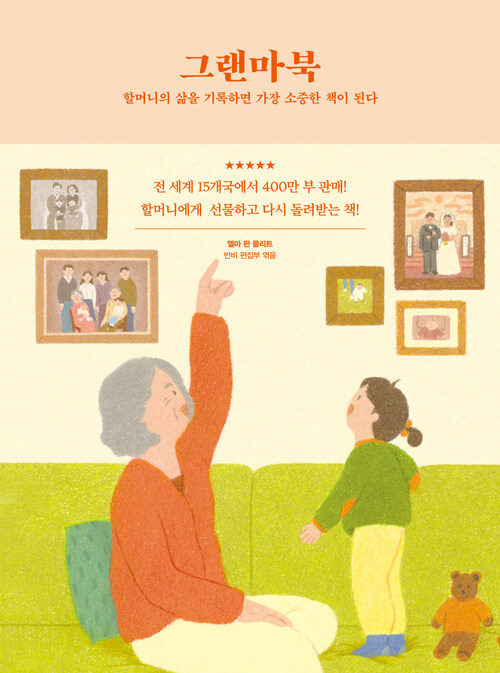 그랜마북
할머니의 삶을 기록하면 가장 소중한 책이 된다
★★★★★
전 세계 15개국에서 400만 부 판매!
할머니에게 선물하고 다시 돌려받는 책!
엘마 판 플리트
반비 편집부 엮음